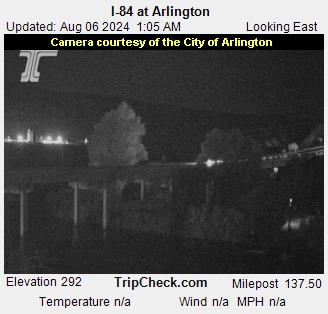 I-84 at Arlington
Updated: Aug 06 2024 1:05 AM Looking East
Camera courtesy of the City of Arlington
Elevation 292 TripCheck.com Milepost 137.50
Temperature n/a Wind n/a MPH n/a